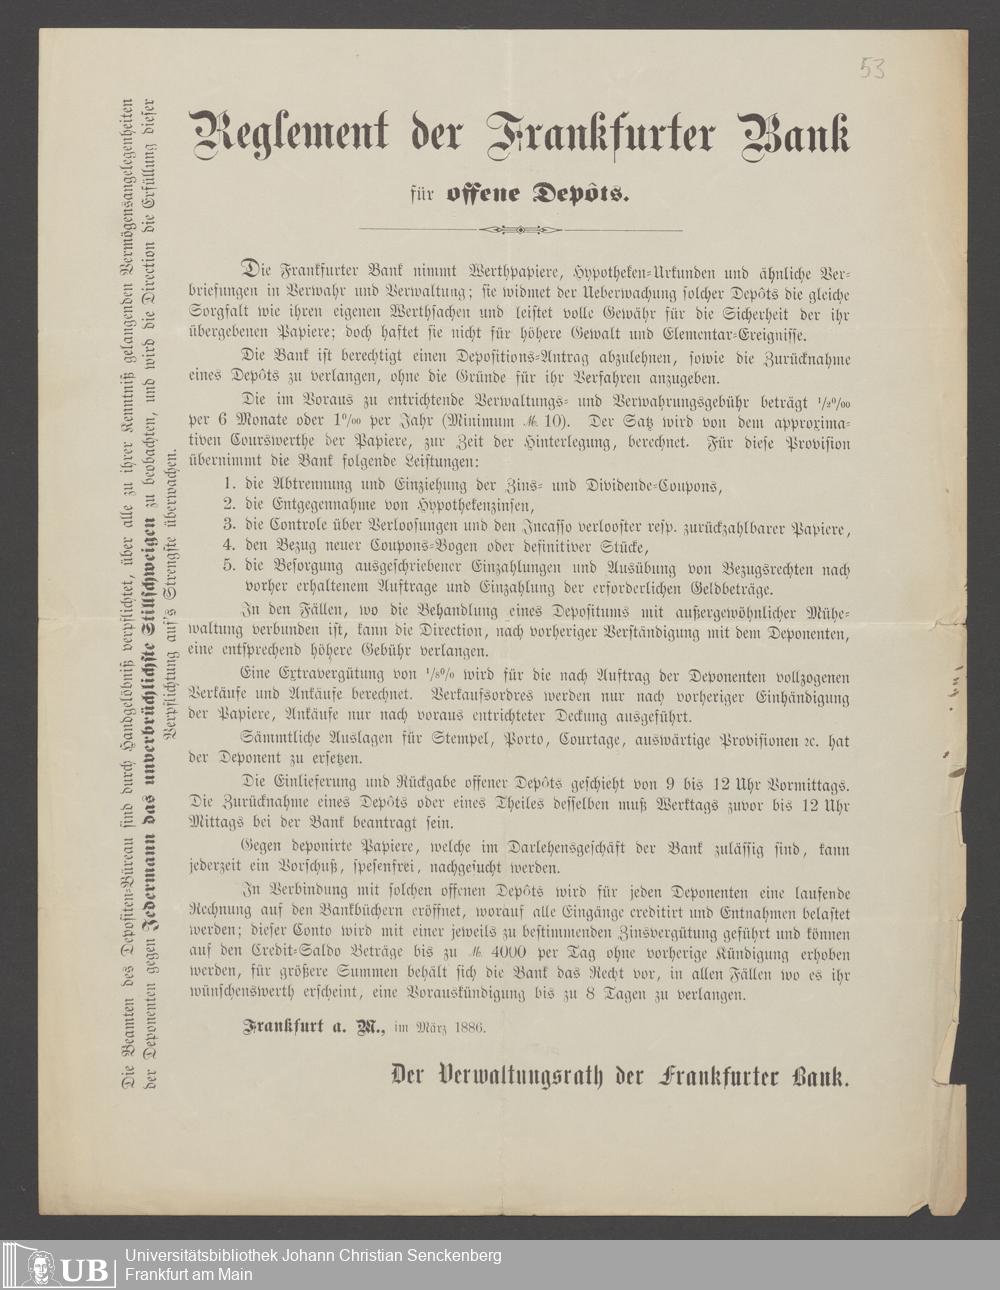 53
Reglement der Frankfurter Bank
für offene Depôts.
Die Frankfurter Bank nimmt Werthpapiere, Hypotheken-Urkunden und ähnliche Ver-
briefungen in Verwahr und Verwaltung; sie widmet der Ueberwachung solcher Depôts die gleiche
Sorgfalt wie ihren eigenen Werthsachen und leistet volle Gewähr für die Sicherheit der ihr
übergebenen Papiere; doch haftet sie nicht für höhere Gewalt und Elementar-Ereignisse.
Die Bank ist berechtigt einen Depositions-Antrag abzulehnen, sowie die Zurücknahme
eines Depôts zu verlangen, ohne die Gründe für ihr Verfahren anzugeben.
Die im Voraus zu entrichtende Verwaltungs- und Verwahrungsgebühr beträgt 1/2‰
per 6 Monate oder 1‰ per Jahr (Minimum ℳ 10). Der Satz wird von dem approxima-
tiven Courswerthe der Papiere, zur Zeit der Hinterlegung, berechnet. Für diese Provision
übernimmt die Bank folgende Leistungen:
1. die Abtrennung und Einziehung der Zins- und Dividende-Coupons,
2. die Entgegennahme von Hypothekenzinsen,
3. die Controle über Verloosungen und den Incasso verlooster resp. zurückzahlbarer Papiere,
4. den Bezug neuer Coupons-Bogen oder definitiver Stücke,
5. die Besorgung ausgeschriebener Einzahlungen und Ausübung von Bezugsrechten nach
vorher erhaltenem Auftrage und Einzahlung der erforderlichen Geldbeträge.
In den Fällen, wo die Behandlung eines Depositums mit außergewöhnlicher Mühe-
waltung verbunden ist, kann die Direction, nach vorheriger Verständigung mit dem Deponenten,
eine entsprechend höhere Gebühr verlangen.
Eine Extravergütung von 1/8% wird für die nach Auftrag der Deponenten vollzogenen
Verkäufe und Ankäufe berechnet. Verkaufsordres werden nur nach vorheriger Einhändigung
der Papiere, Ankäufe nur nach voraus entrichteter Deckung ausgeführt.
Sämmtliche Auslagen für Stempel, Porto, Courtage, auswärtige Provisionen ꝛc. hat
der Deponent zu ersetzen.
Die Einlieferung und Rückgabe offener Depôts geschieht von 9 bis 12 Uhr Vormittags.
Die Zurücknahme eines Depôts oder eines Theiles desselben muß Werktags zuvor bis 12 Uhr
Mittags bei der Bank beantragt sein.
Gegen deponirte Papiere, welche im Darlehensgeschäft der Bank zulässig sind, kann
jederzeit ein Vorschuß, spesenfrei, nachgesucht werden.
In Verbindung mit solchen offenen Depôts wird für jeden Deponenten eine laufende
Rechnung auf den Bankbüchern eröffnet, worauf alle Eingänge creditirt und Entnahmen belastet
werden; dieser Conto wird mit einer jeweils zu bestimmenden Zinsvergütung geführt und können
auf den Credit-Saldo Beträge bis zu ℳ 4000 per Tag ohne vorherige Kündigung erhoben
werden, für größere Summen behält sich die Bank das Recht vor, in allen Fällen wo es ihr
wünschenswerth erscheint, eine Vorauskündigung bis zu 8 Tagen zu verlangen.
Frankfurt a. M., im März 1886.
Der Verwaltungsrath der Frankfurter Bank.
Die Beamten des Depositen-Büreau sind durch Handgelöbniß verpflichtet, über alle zu ihrer Kenntniß gelangenden Vermögensangelegenheiten
der Deponenten gegen Jedermann das unverbrüchlichste Stillschweigen zu beobachten, und wird die Direction die Erfüllung dieser
Verpflichtung auf's Strengste überwachen.
UB
Universitätsbibliothek Johann Christian Senckenberg
Frankfurt am Main